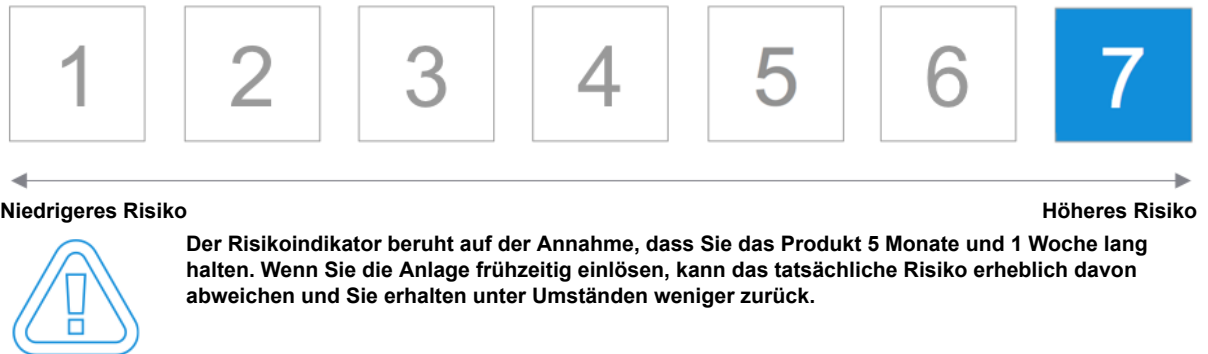 1 2 3 4 5 6 7
Niedrigeres Risiko Höheres Risiko
Der Risikoindikator beruht auf der Annahme, dass Sie das Produkt 5 Monate und 1 Woche lang
halten. Wenn Sie die Anlage frühzeitig einlösen, kann das tatsächliche Risiko erheblich davon
abweichen und Sie erhalten unter Umständen weniger zurück.